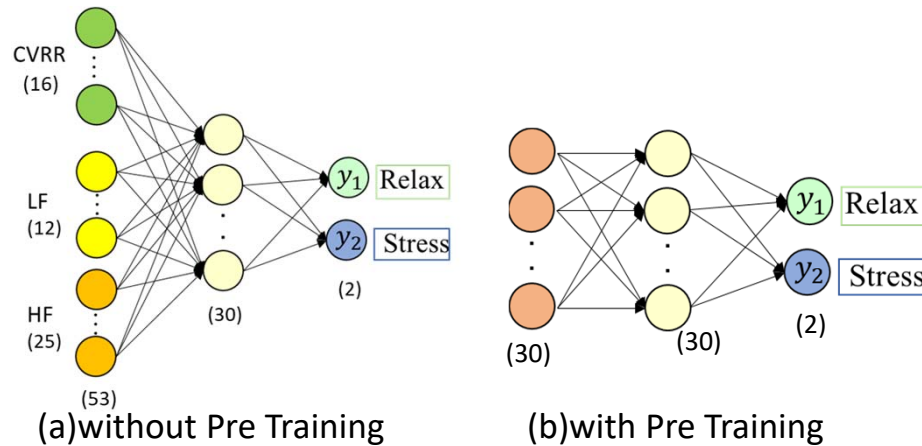 CVRR
(16)
LF
(12)
HF
(25)
(53)
(30)
y₁ Relax
y₂ Stress
(2)
(a)without Pre Training
(30)
(30)
y₁ Relax
y₂ Stress
(2)
(b)with Pre Training